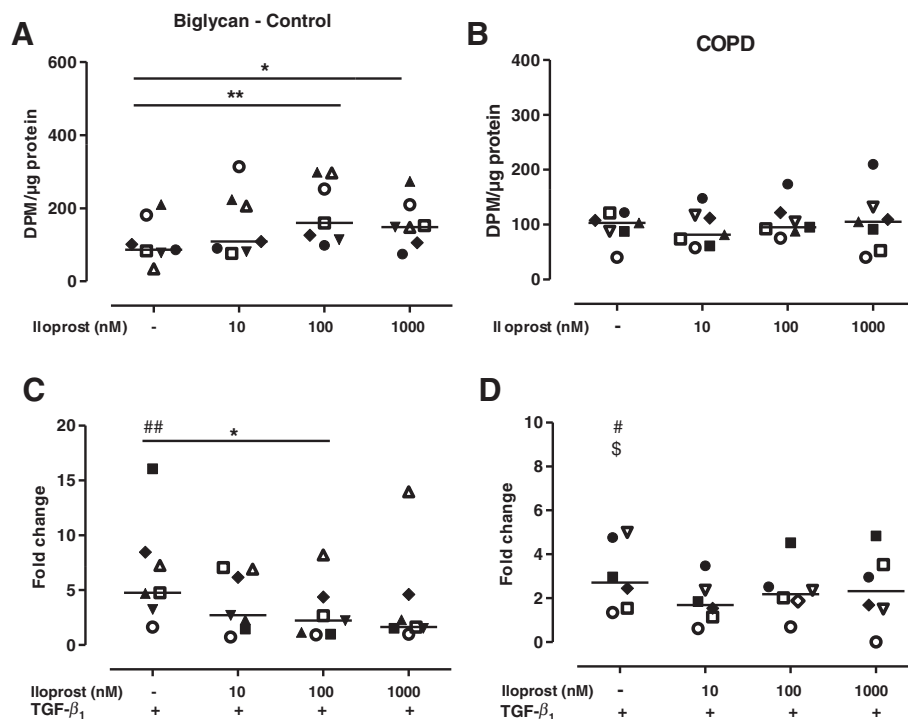 A
Biglycan - Control
DPM/µg protein
600
400
200
0
*
**
Iloprost (nM) - 10 100 1000
B
COPD
DPM/µg protein
400
300
200
100
0
Iloprost (nM) - 10 100 1000
C
Fold change
20
15
10
5
0
##
*
Iloprost (nM) - 10 100 1000
TGF-β1 + + + +
D
Fold change
10
8
6
4
2
0
#
$
Iloprost (nM) - 10 100 1000
TGF-β1 + + + +